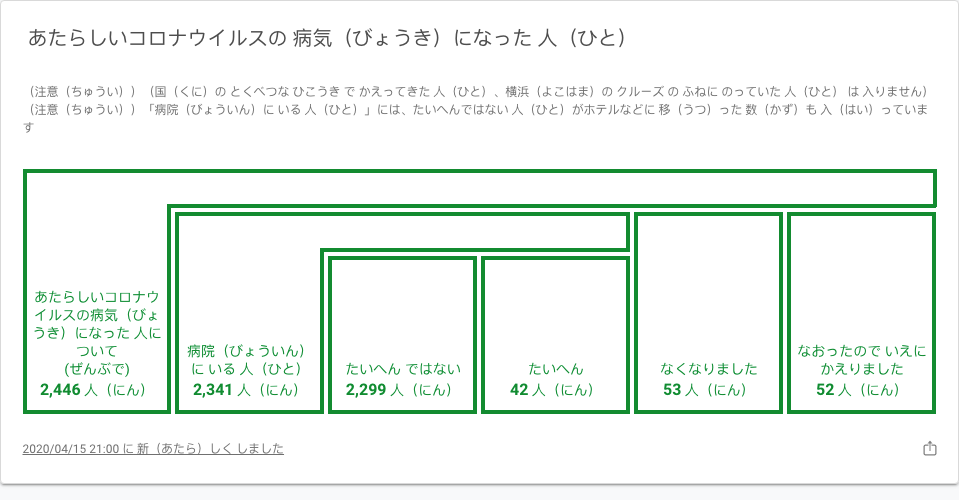 あたらしいコロナウイルスの 病気（びょうき）になった 人（ひと）
（注意（ちゅうい））（国（くに）の とくべつな ひこうき で かえってきた 人（ひと）、横浜（よこはま）の クルーズ の ふねに のっていた 人（ひと） は 入りません）
（注意（ちゅうい））「病院（びょういん）に いる 人（ひと）」には、たいへんではない 人（ひと）がホテルなどに 移（うつ）った 数（かず）も 入（はい）っていま
す
あたらしいコロナウ
イルスの病気（びょ
うき）になった 人に
ついて
(ぜんぶで)
2,446 人（にん）
病院（びょういん）
に いる 人（ひと）
2,341 人（にん）
たいへん ではない
2,299 人（にん）
たいへん
42 人（にん）
なくなりました
53 人（にん）
なおったので いえに
かえりました
52 人（にん）
2020/04/15 21:00 に 新（あたら）しく しました